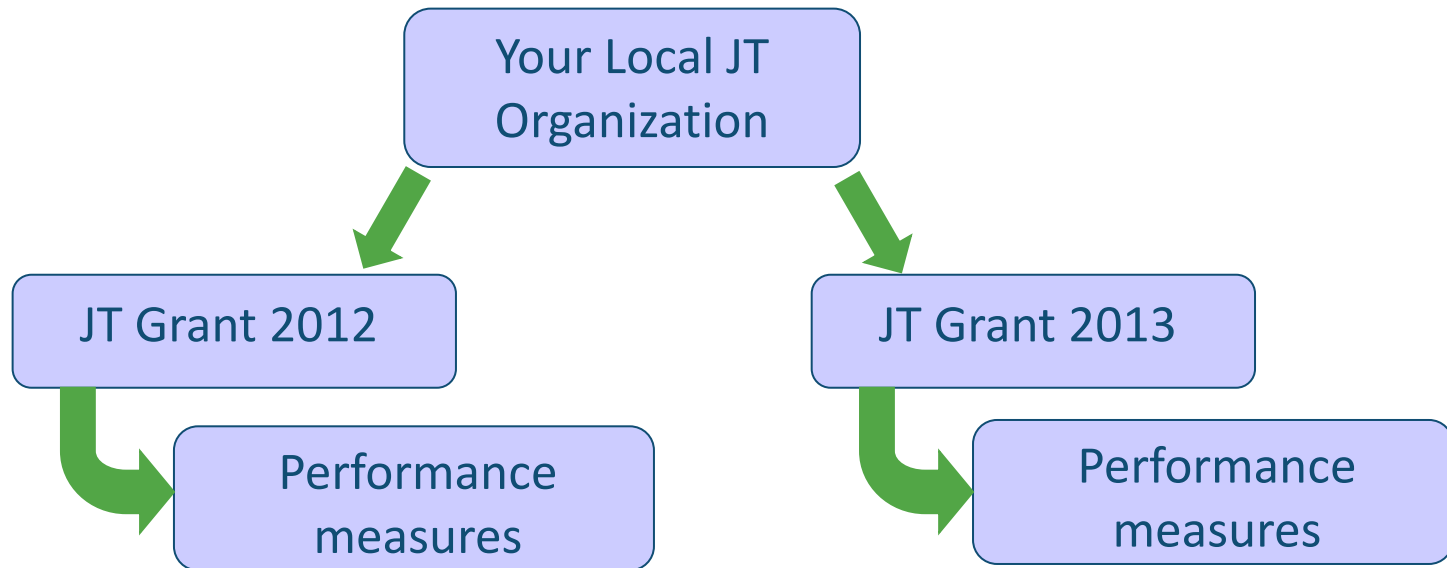 Your Local JT
Organization
JT Grant 2012
JT Grant 2013
Performance
measures
Performance
measures